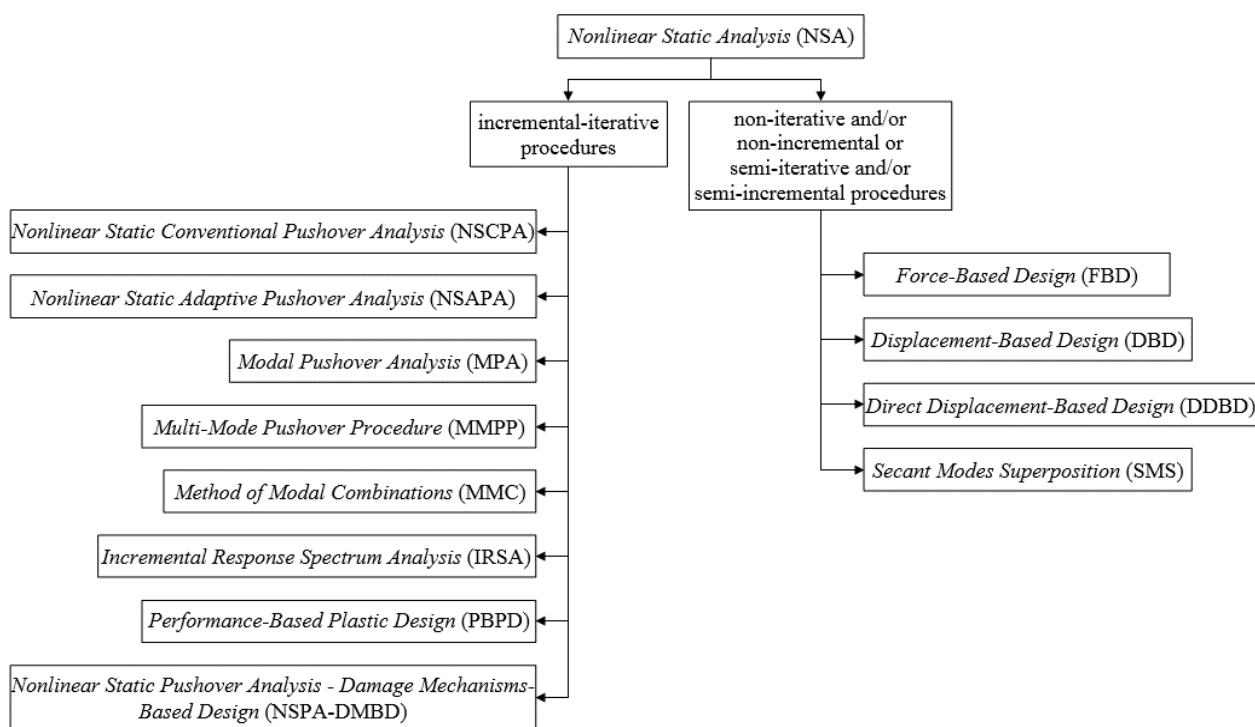 Nonlinear Static Analysis (NSA)
incremental-iterative
procedures
non-iterative and/or
non-incremental or
semi-iterative and/or
semi-incremental procedures
Nonlinear Static Conventional Pushover Analysis (NSCPA)
Nonlinear Static Adaptive Pushover Analysis (NSAPA)
Modal Pushover Analysis (MPA)
Multi-Mode Pushover Procedure (MMPP)
Method of Modal Combinations (MMC)
Incremental Response Spectrum Analysis (IRSA)
Performance-Based Plastic Design (PBPD)
Nonlinear Static Pushover Analysis - Damage Mechanisms-
Based Design (NSPA-DMBD)
Force-Based Design (FBD)
Displacement-Based Design (DBD)
Direct Displacement-Based Design (DDBD)
Secant Modes Superposition (SMS)